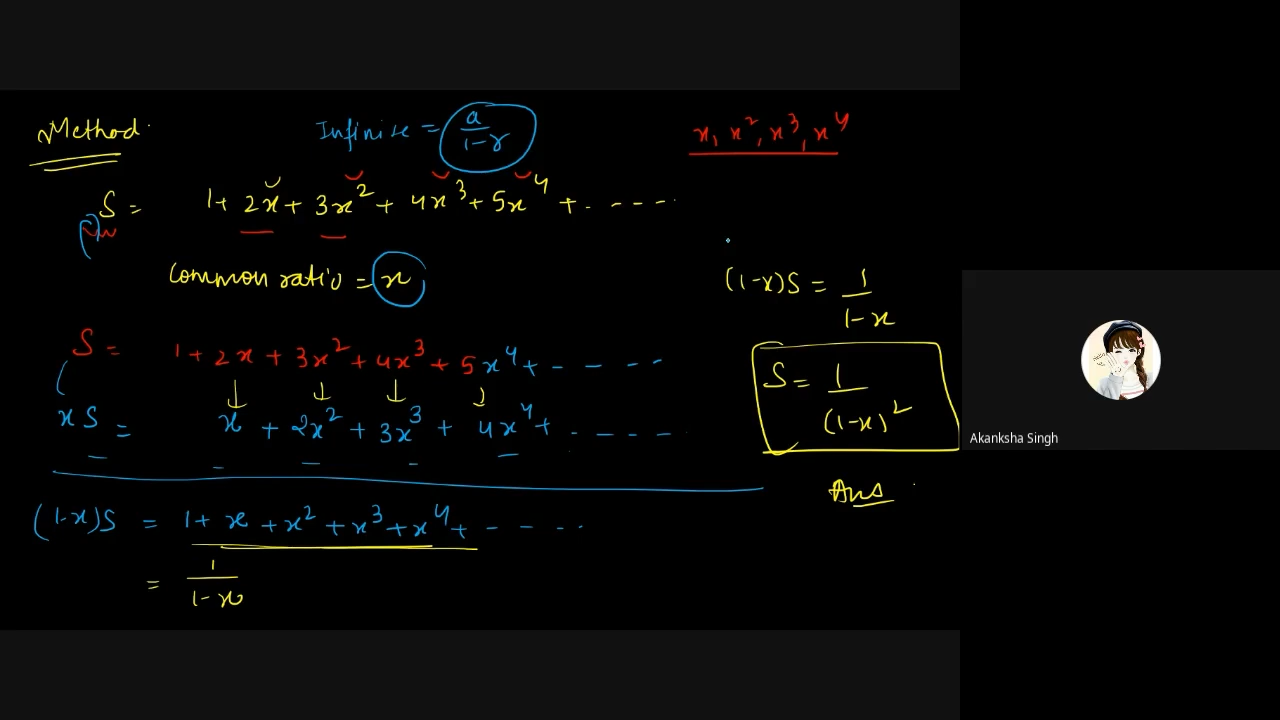 Method
Infinite = a/(1-r)
x, x², x³, x⁴
S = 1 + 2x + 3x² + 4x³ + 5x⁴ + - - - -
Common ratio = x
S = 1 + 2x + 3x² + 4x³ + 5x⁴ + - - - -
xS = x + 2x² + 3x³ + 4x⁴ + - - - -
(1-x)S = 1 + x + x² + x³ + x⁴ + - - - -
= 1/(1-x)
(1-x)S = 1/(1-x)
S = 1/(1-x)²
Ans
Akanksha Singh